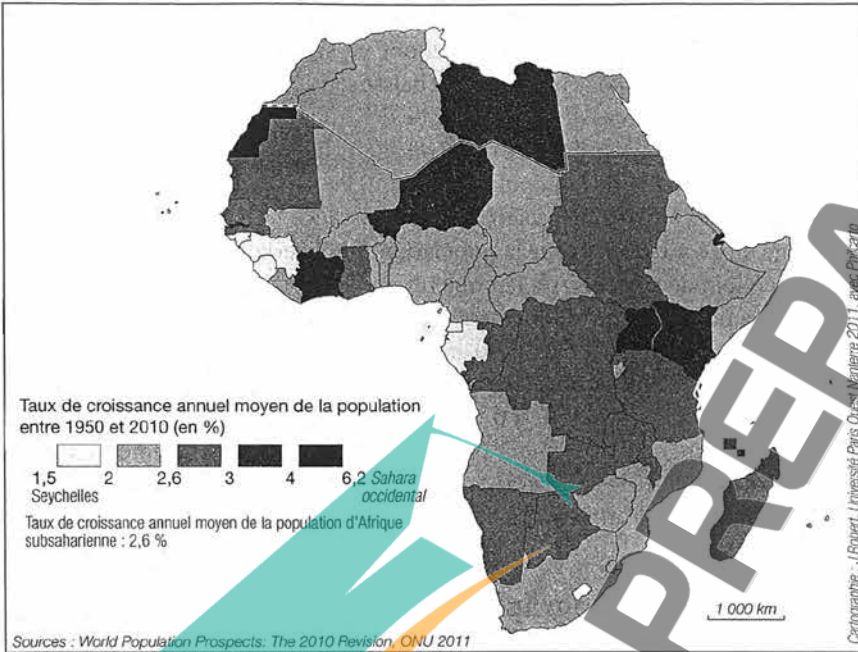 Taux de croissance annuel moyen de la population
entre 1950 et 2010 (en %)
1,5 2 2,6 3 4 6,2 Sahara
Seychelles occidental
Taux de croissance annuel moyen de la population d'Afrique
subsaharienne : 2,6 %
1 000 km
Sources : World Population Prospects: The 2010 Revision, ONU 2011
Cartographie : J.Robert, Université Paris Ouest Nanterre 2011, avec Philcarto
PREPA